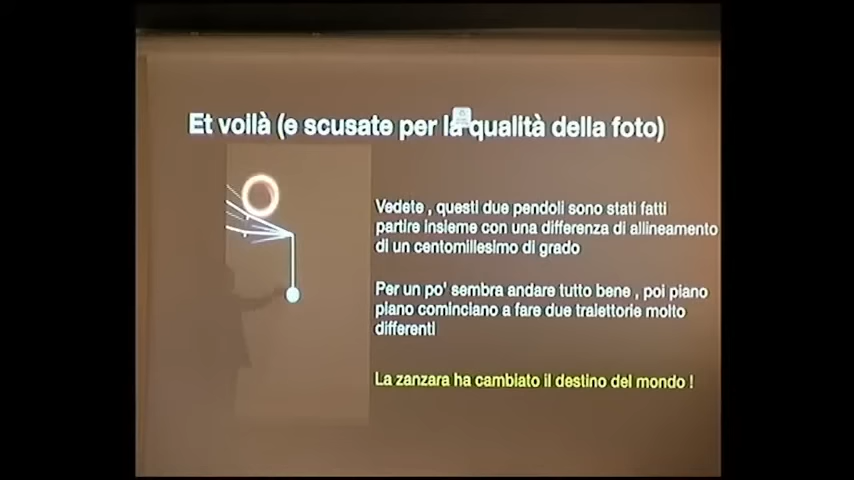 Et voilà (e scusate per la qualità della foto)
Vedete , questi due pendoli sono stati fatti
partire insieme con una differenza di allineamento
di un centomillesimo di grado
Per un po' sembra andare tutto bene , poi piano
piano cominciano a fare due traiettorie molto
differenti
La zanzara ha cambiato il destino del mondo !